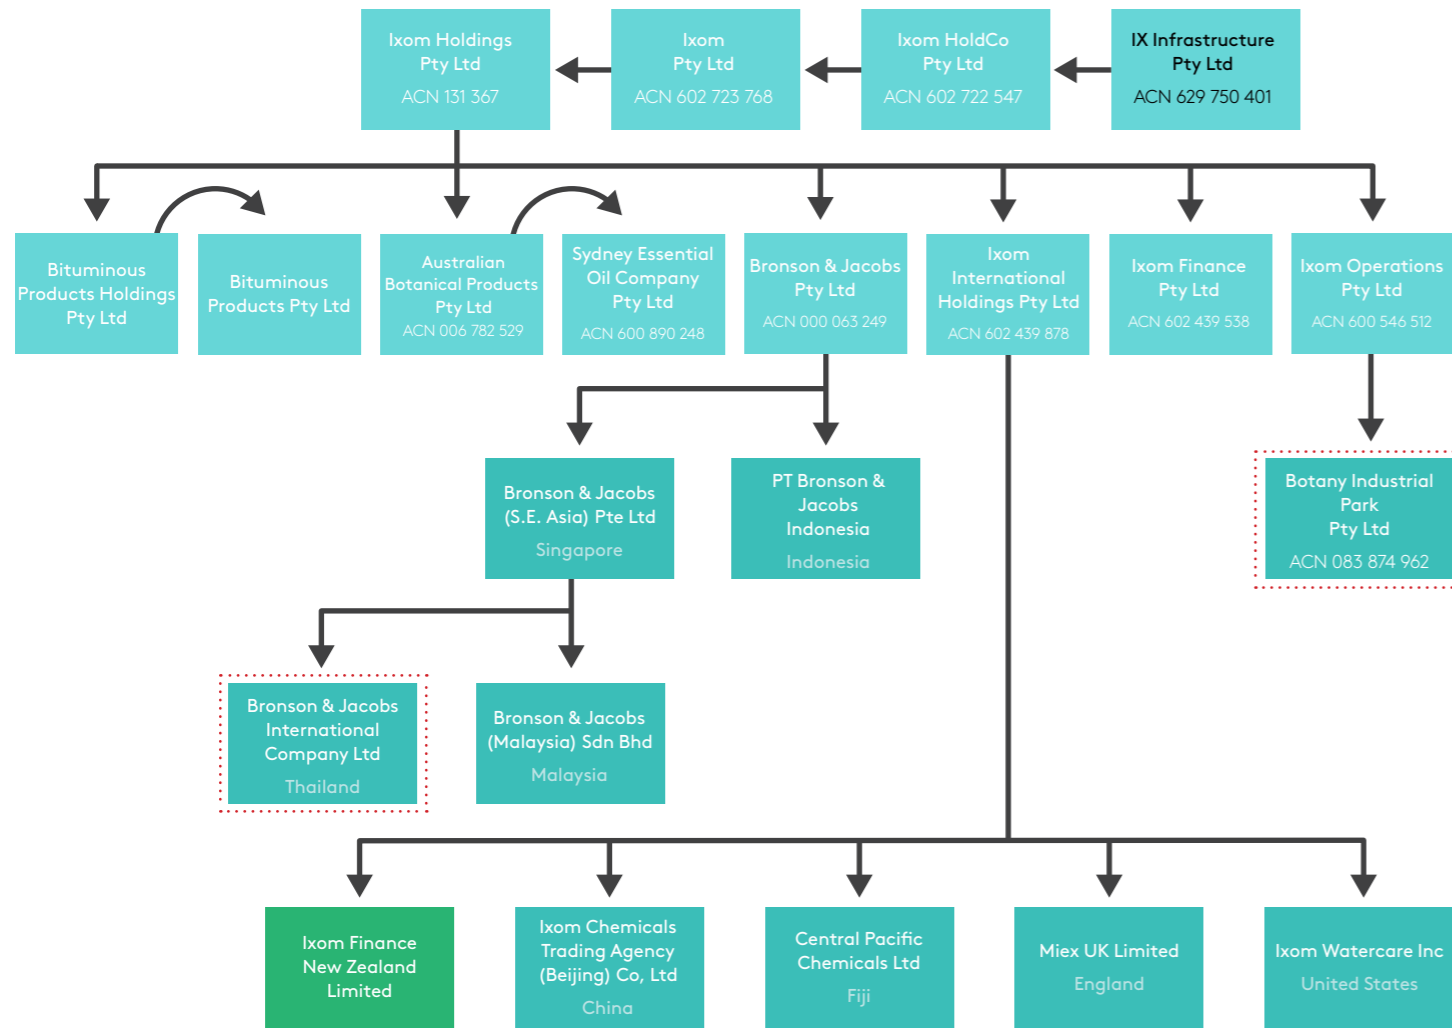 Ixom Holdings
Pty Ltd
ACN 131 367
Ixom
Pty Ltd
ACN 602 723 768
Ixom HoldCo
Pty Ltd
ACN 602 722 547
IX Infrastructure
Pty Ltd
ACN 629 750 401
Bituminous
Products Holdings
Pty Ltd
Bituminous
Products Pty Ltd
Australian
Botanical Products
Pty Ltd
ACN 006 782 529
Sydney Essential
Oil Company
Pty Ltd
ACN 600 890 248
Bronson & Jacobs
Pty Ltd
ACN 000 063 249
Ixom
International
Holdings Pty Ltd
ACN 602 439 878
Ixom Finance
Pty Ltd
ACN 602 439 538
Ixom Operations
Pty Ltd
ACN 600 546 512
Bronson & Jacobs
(S.E. Asia) Pte Ltd
Singapore
PT Bronson &
Jacobs
Indonesia
Indonesia
Botany Industrial
Park
Pty Ltd
ACN 083 874 962
Bronson & Jacobs
International
Company Ltd
Thailand
Bronson & Jacobs
(Malaysia) Sdn Bhd
Malaysia
Ixom Finance
New Zealand
Limited
Ixom Chemicals
Trading Agency
(Beijing) Co, Ltd
China
Central Pacific
Chemicals Ltd
Fiji
Miex UK Limited
England
Ixom Watercare Inc
United States